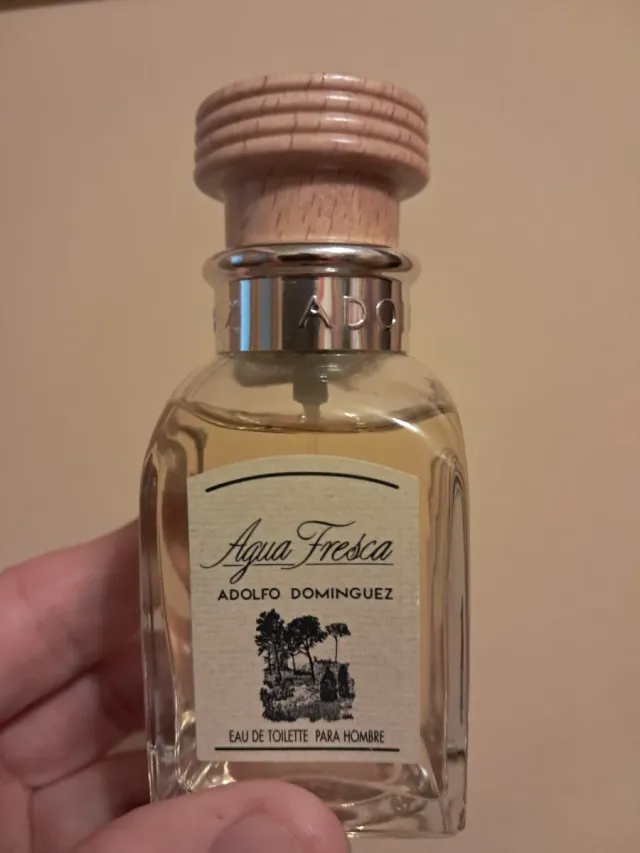 ADO
Agua Fresca
ADOLFO DOMINGUEZ
EAU DE TOILETTE PARA HOMBRE